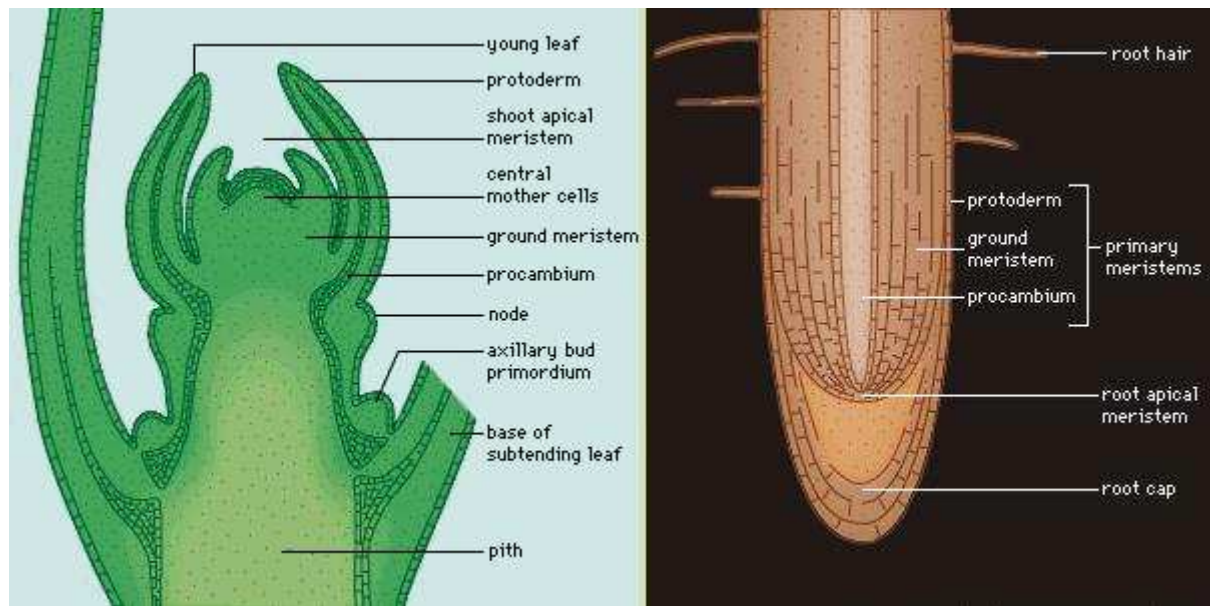 young leaf
protoderm
shoot apical
meristem
central
mother cells
ground meristem
procambium
node
axillary bud
primordium
base of
subtending leaf
pith
root hair
protoderm
ground
meristem
procambium
primary
meristems
root apical
meristem
root cap